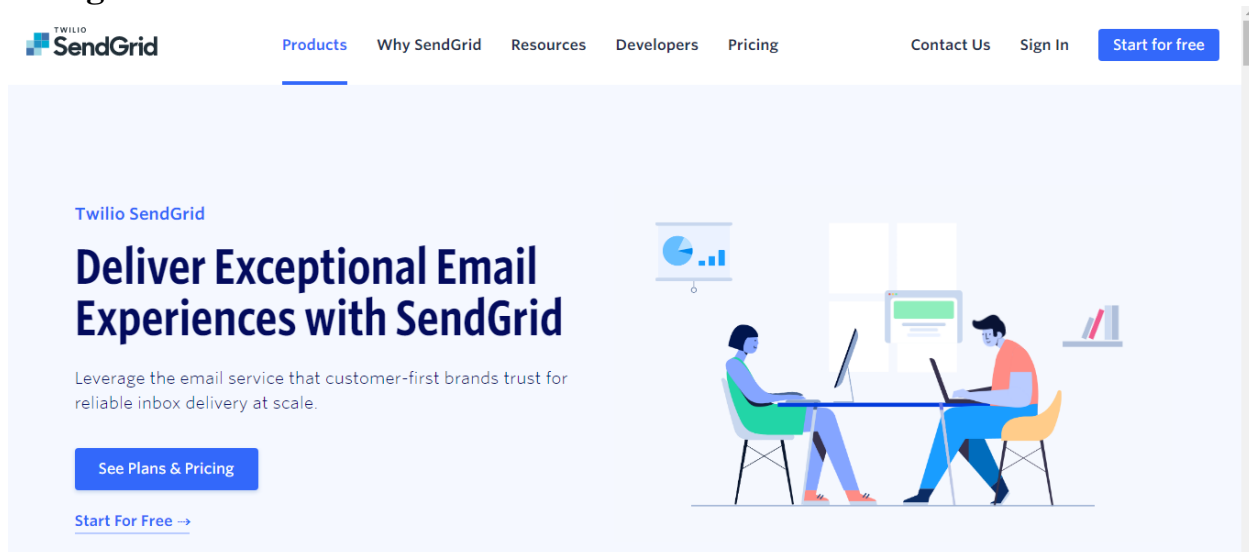 TWILIO
SendGrid
Products Why SendGrid Resources Developers Pricing Contact Us Sign In Start for free
Twilio SendGrid
Deliver Exceptional Email
Experiences with SendGrid
Leverage the email service that customer-first brands trust for
reliable inbox delivery at scale.
See Plans & Pricing
Start For Free ⇢